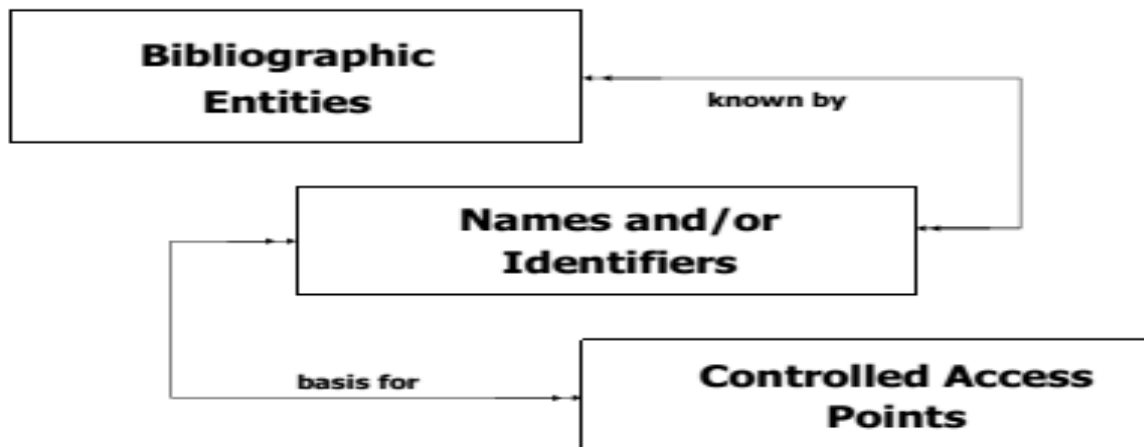 Bibliographic
Entities
known by
Names and/or
Identifiers
basis for
Controlled Access
Points